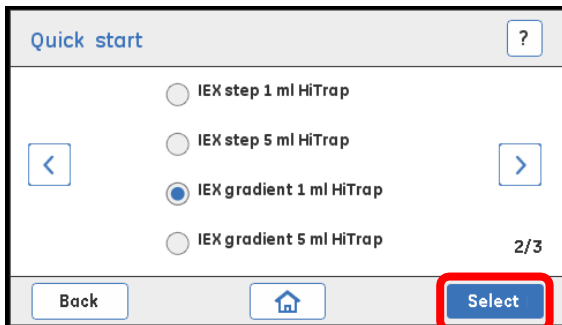 Quick start
?
IEX step 1 ml HiTrap
IEX step 5 ml HiTrap
<
>
IEX gradient 1 ml HiTrap
IEX gradient 5 ml HiTrap
2/3
Back
Select